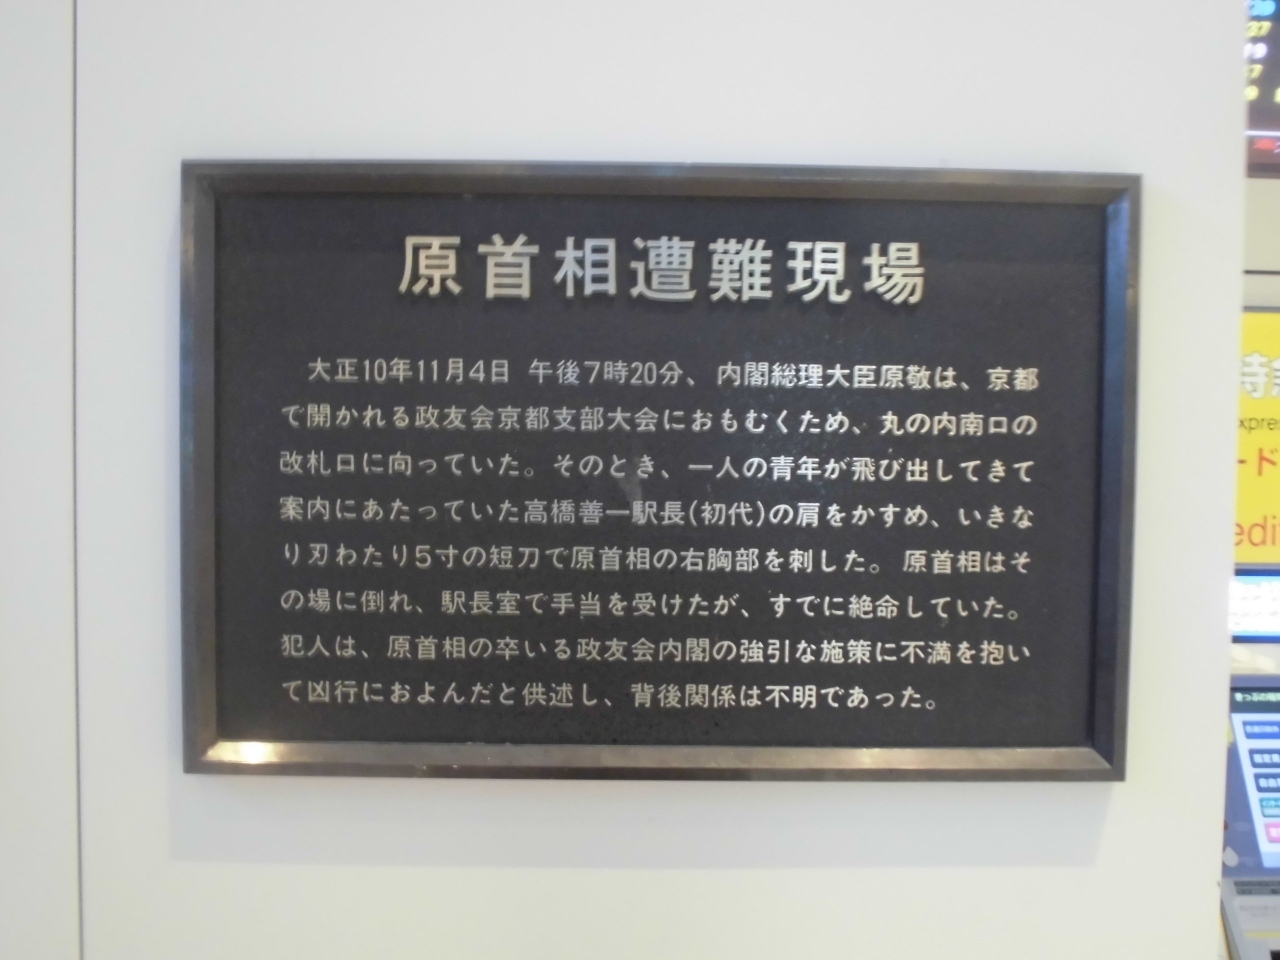 原首相遭難現場
大正10年11月4日 午後7時20分、内閣総理大臣原敬は、京都
で開かれる政友会京都支部大会におもむくため、丸の内南口の
改札口に向っていた。そのとき、一人の青年が飛び出してきて
案内にあたっていた高橋善一駅長(初代)の肩をかすめ、いきな
り刃わたり5寸の短刀で原首相の右胸部を刺した。原首相はそ
の場に倒れ、駅長室で手当を受けたが、すでに絶命していた。
犯人は、原首相の卒いる政友会内閣の強引な施策に不満を抱い
て凶行におよんだと供述し、背後関係は不明であった。